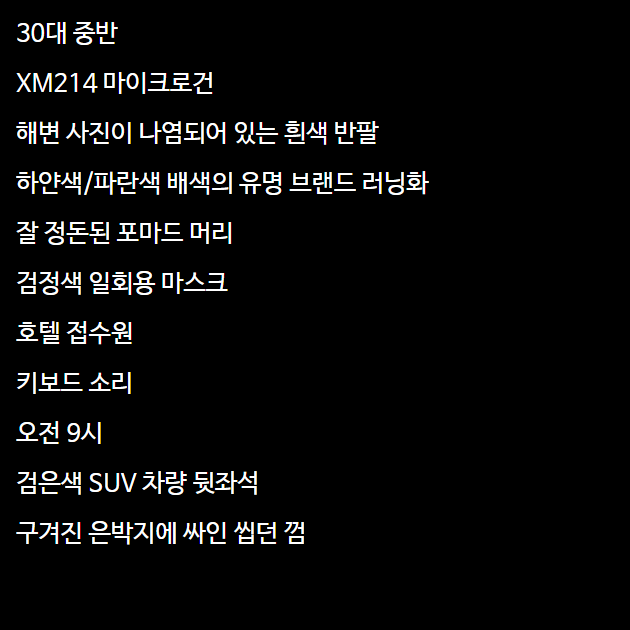 30대 중반
XM214 마이크로건
해변 사진이 나염되어 있는 흰색 반팔
하얀색/파란색 배색의 유명 브랜드 러닝화
잘 정돈된 포마드 머리
검정색 일회용 마스크
호텔 접수원
키보드 소리
오전 9시
검은색 SUV 차량 뒷좌석
구겨진 은박지에 싸인 씹던 껌